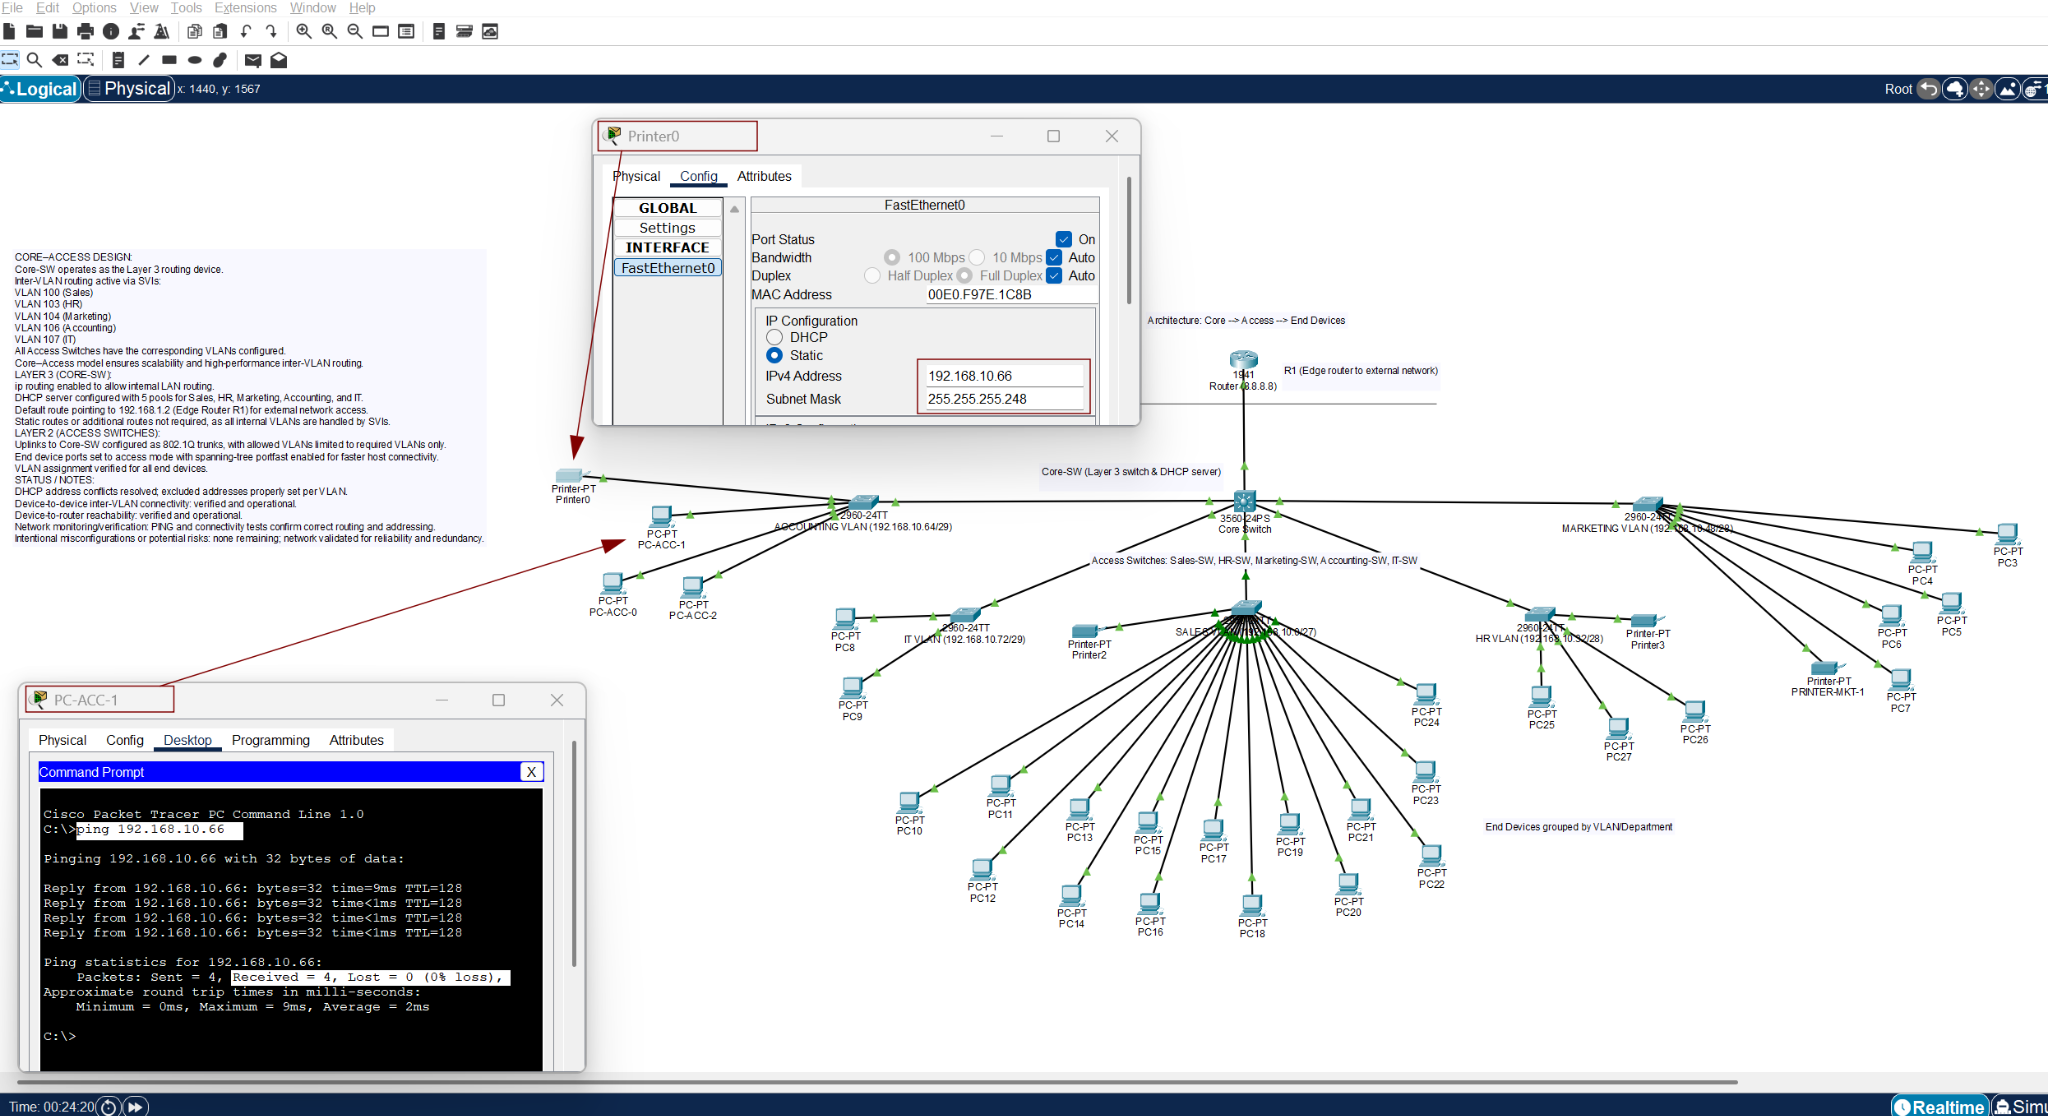 File Edit Options View Tools Extensions Window Help
Logical Physical x: 1440, y: 1567
Root
Printer0
Physical Config Attributes
GLOBAL
Settings
INTERFACE
FastEthernet0
FastEthernet0
Port Status On
Bandwidth 100 Mbps 10 Mbps Auto
Duplex Half Duplex Full Duplex Auto
MAC Address 00E0.F97E.1C8B
IP Configuration
DHCP
Static
IPv4 Address 192.168.10.66
Subnet Mask 255.255.255.248
CORE–ACCESS DESIGN:
Core-SW operates as the Layer 3 routing device.
Inter-VLAN routing active via SVIs:
VLAN 100 (Sales)
VLAN 103 (HR)
VLAN 104 (Marketing)
VLAN 106 (Accounting)
VLAN 107 (IT)
All Access Switches have the corresponding VLANs configured.
Core–Access model ensures scalability and high-performance inter-VLAN routing.
LAYER 3 (CORE-SW):
ip routing enabled to allow internal LAN routing.
DHCP server configured with 5 pools for Sales, HR, Marketing, Accounting, and IT.
Default route pointing to 192.168.1.2 (Edge Router R1) for external network access.
Static routes or additional routes not required, as all internal VLANs are handled by SVIs.
LAYER 2 (ACCESS SWITCHES):
Uplinks to Core-SW configured as 802.1Q trunks, with allowed VLANs limited to required VLANs only.
End device ports set to access mode with spanning-tree portfast enabled for faster host connectivity.
VLAN assignment verified for all end devices.
STATUS / NOTES:
DHCP address conflicts resolved; excluded addresses properly set per VLAN.
Device-to-device inter-VLAN connectivity: verified and operational.
Device-to-router reachability: verified and operational.
Network monitoring/verification: PING and connectivity tests confirm correct routing and addressing.
Intentional misconfigurations or potential risks: none remaining; network validated for reliability and redundancy.
Architecture: Core --> Access --> End Devices
1941
Router (8.8.8.8)
R1 (Edge router to external network)
Core-SW (Layer 3 switch & DHCP server)
3560-24PS
Core Switch
Access Switches: Sales-SW, HR-SW, Marketing-SW, Accounting-SW, IT-SW
Printer-PT
Printer0
2960-24TT
ACCOUNTING VLAN (192.168.10.64/29)
PC-PT
PC-ACC-1
PC-PT
PC-ACC-0
PC-PT
PC-ACC-2
2960-24TT
MARKETING VLAN (192.168.10.48/28)
PC-PT
PC3
PC-PT
PC4
PC-PT
PC5
PC-PT
PC6
PC-PT
PC7
Printer-PT
PRINTER-MKT-1
PC-PT
PC8
2960-24TT
IT VLAN (192.168.10.72/29)
PC-PT
PC9
Printer-PT
Printer2
SALES VLAN (192.168.10.0/27)
2960-24TT
HR VLAN (192.168.10.32/28)
Printer-PT
Printer3
PC-PT
PC25
PC-PT
PC27
PC-PT
PC26
PC-PT
PC24
PC-PT
PC23
PC-PT
PC22
PC-PT
PC10
PC-PT
PC11
PC-PT
PC12
PC-PT
PC13
PC-PT
PC14
PC-PT
PC15
PC-PT
PC16
PC-PT
PC17
PC-PT
PC18
PC-PT
PC19
PC-PT
PC20
PC-PT
PC21
End Devices grouped by VLAN/Department
PC-ACC-1
Physical Config Desktop Programming Attributes
Command Prompt X
Cisco Packet Tracer PC Command Line 1.0
C:\>ping 192.168.10.66
Pinging 192.168.10.66 with 32 bytes of data:
Reply from 192.168.10.66: bytes=32 time=9ms TTL=128
Reply from 192.168.10.66: bytes=32 time<1ms TTL=128
Reply from 192.168.10.66: bytes=32 time<1ms TTL=128
Reply from 192.168.10.66: bytes=32 time<1ms TTL=128
Ping statistics for 192.168.10.66:
Packets: Sent = 4, Received = 4, Lost = 0 (0% loss),
Approximate round trip times in milli-seconds:
Minimum = 0ms, Maximum = 9ms, Average = 2ms
C:\>
Time: 00:24:20
Realtime